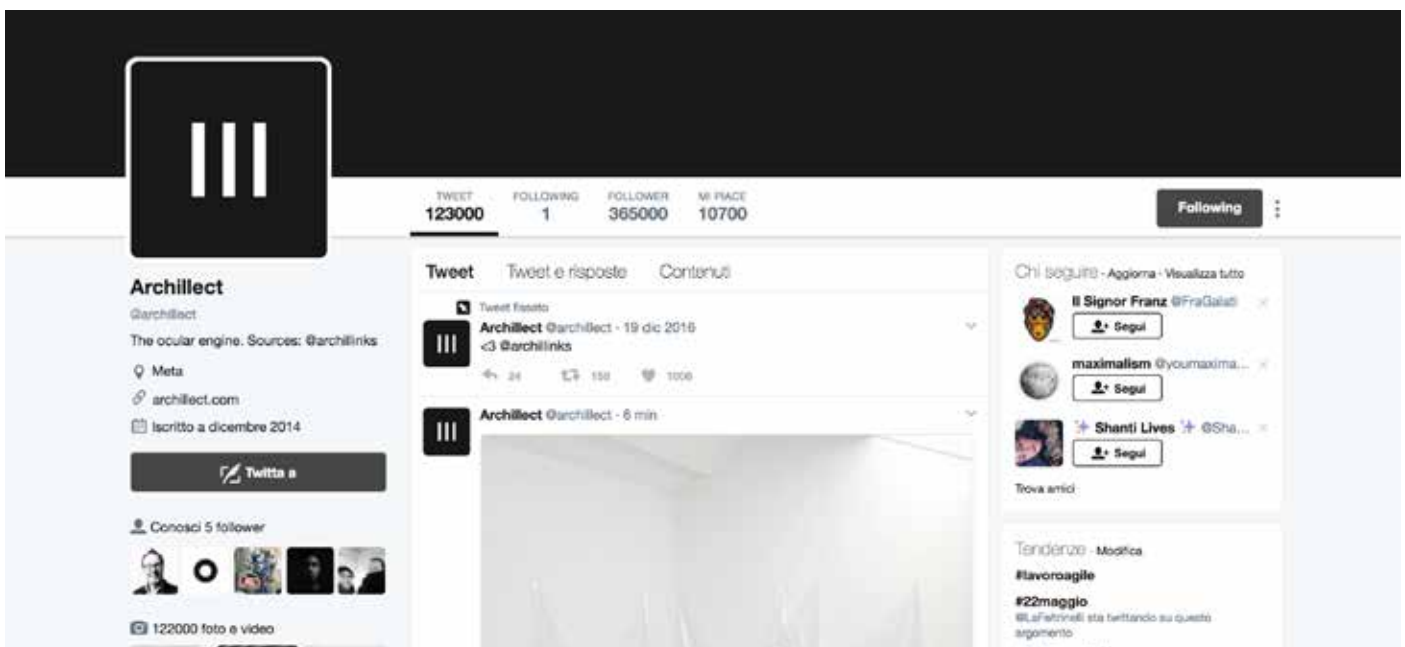 TWEET
123000
FOLLOWING
1
FOLLOWER
365000
MI PIACE
10700
Following
Archillect
@archillect
The ocular engine. Sources: @archillinks
Meta
archillect.com
Iscritto a dicembre 2014
Twitta a
Conosci 5 follower
122000 foto e video
Tweet Tweet e risposte Contenuti
Tweet fissato
Archillect @archillect · 19 dic 2016
<3 @archillinks
24 158 1006
Archillect @archillect · 6 min
Chi seguire · Aggiorna · Visualizza tutto
Il Signor Franz @FraGalati
Segui
maximalism @youmaxima...
Segui
Shanti Lives @Sha...
Segui
Trova amici
Tendenze · Modifica
#lavoroagile
#22maggio
@LaFeltrinelli sta twittando su questo
argomento